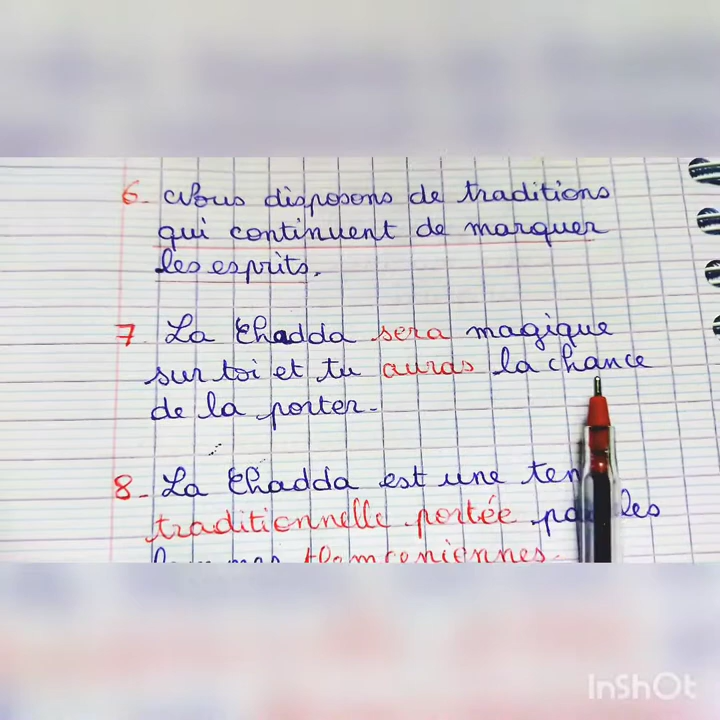 6. Nous disposons de traditions
qui continuent de marquer
les esprits.
7. La Chadda sera magique
sur toi et tu auras la chance
de la porter.
8- La Chadda est une ten
traditionnelle portée par les
tlemceniennes.
InShOt